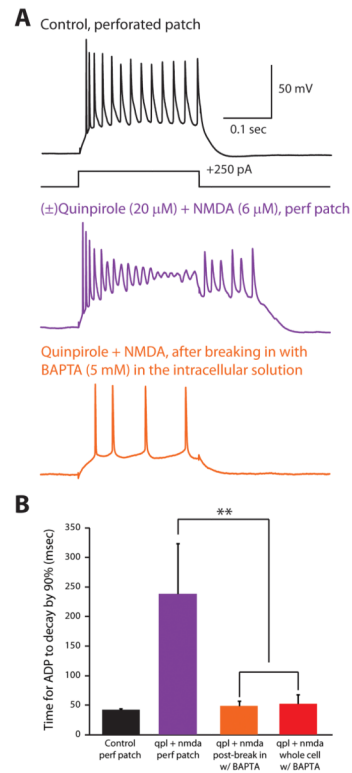 A Control, perforated patch
50 mV
0.1 sec
+250 pA
(±)Quinpirole (20 μM) + NMDA (6 μM), perf patch
Quinpirole + NMDA, after breaking in with
BAPTA (5 mM) in the intracellular solution
B
**
Time for ADP to decay by 90% (msec)
350
300
250
200
150
100
50
0
Control
perf patch
qpl + nmda
perf patch
qpl + nmda
post-break in
w/ BAPTA
qpl + nmda
whole cell
w/ BAPTA